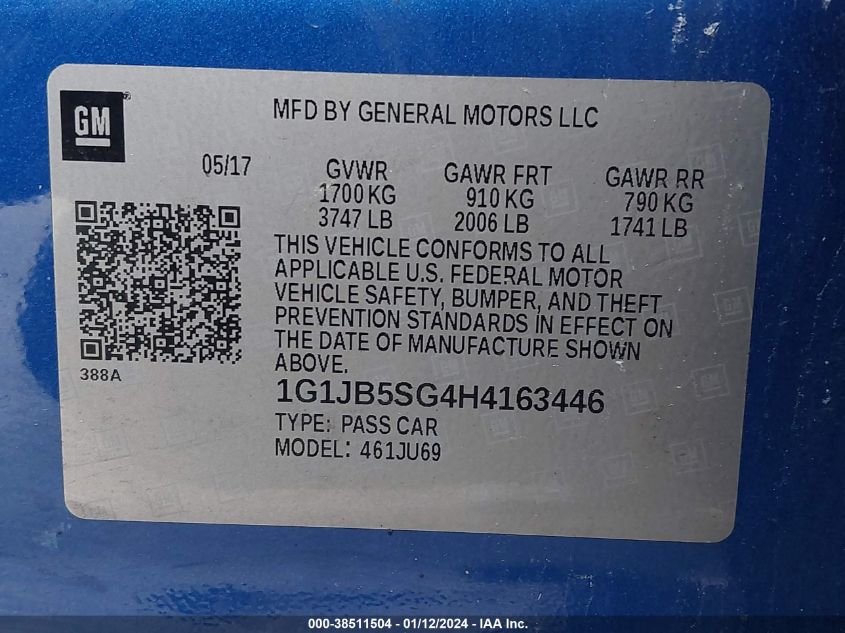 GM
MFD BY GENERAL MOTORS LLC
05/17 GVWR GAWR FRT GAWR RR
1700 KG 910 KG 790 KG
3747 LB 2006 LB 1741 LB
THIS VEHICLE CONFORMS TO ALL
APPLICABLE U.S. FEDERAL MOTOR
VEHICLE SAFETY, BUMPER, AND THEFT
PREVENTION STANDARDS IN EFFECT ON
THE DATE OF MANUFACTURE SHOWN
ABOVE.
388A
1G1JB5SG4H4163446
TYPE: PASS CAR
MODEL: 461JU69
000-38511504 - 01/12/2024 - IAA Inc.